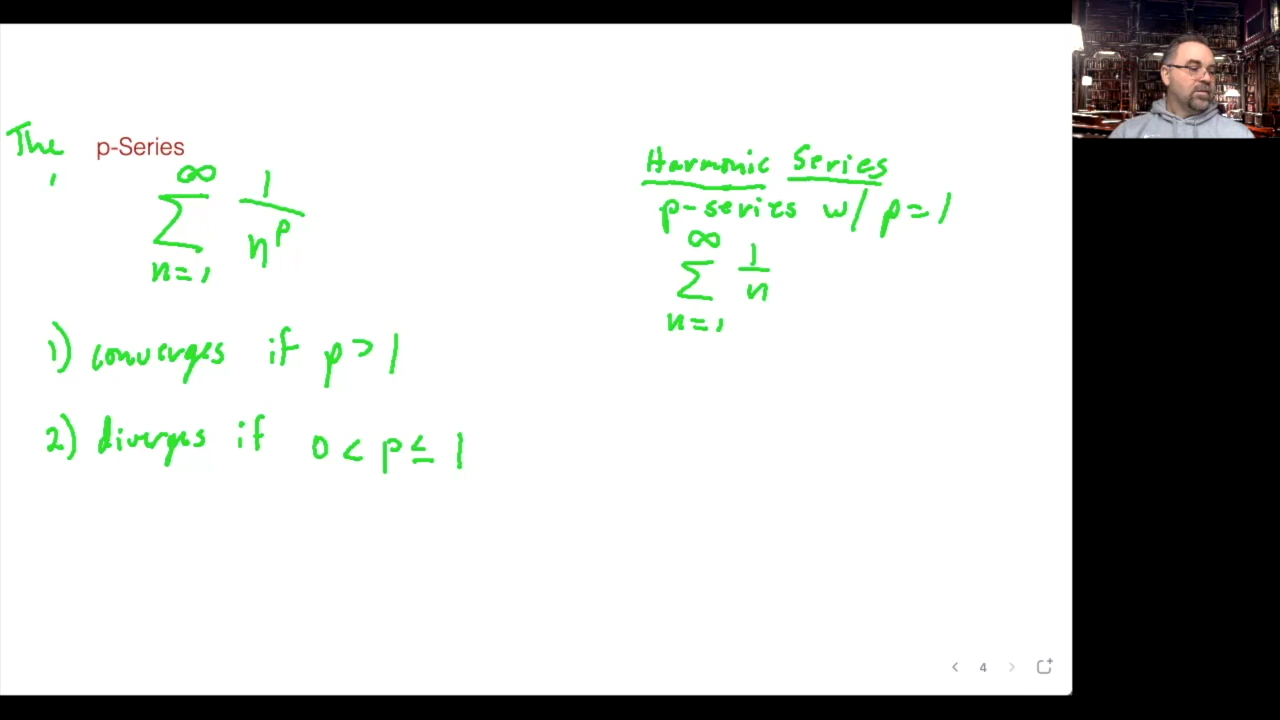 The p-Series
∞
∑ 1/n^p
n=1
1) converges if p > 1
2) diverges if 0 < p ≤ 1
Harmonic Series
p-series w/ p=1
∞
∑ 1/n
n=1
4